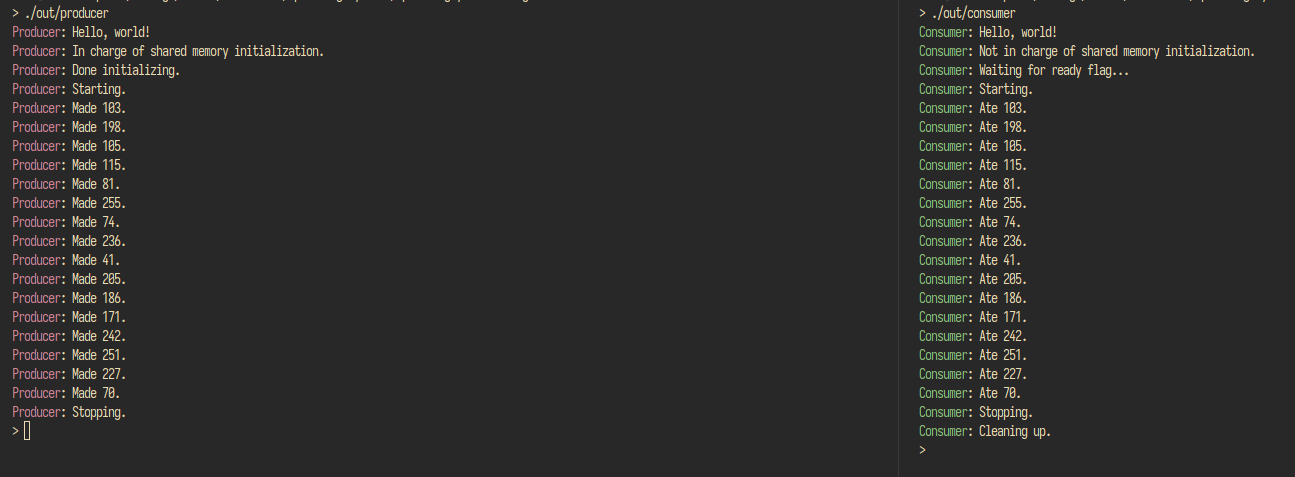 > ./out/producer
Producer: Hello, world!
Producer: In charge of shared memory initialization.
Producer: Done initializing.
Producer: Starting.
Producer: Made 103.
Producer: Made 198.
Producer: Made 105.
Producer: Made 115.
Producer: Made 81.
Producer: Made 255.
Producer: Made 74.
Producer: Made 236.
Producer: Made 41.
Producer: Made 205.
Producer: Made 186.
Producer: Made 171.
Producer: Made 242.
Producer: Made 251.
Producer: Made 227.
Producer: Made 70.
Producer: Stopping.
>
> ./out/consumer
Consumer: Hello, world!
Consumer: Not in charge of shared memory initialization.
Consumer: Waiting for ready flag...
Consumer: Starting.
Consumer: Ate 103.
Consumer: Ate 198.
Consumer: Ate 105.
Consumer: Ate 115.
Consumer: Ate 81.
Consumer: Ate 255.
Consumer: Ate 74.
Consumer: Ate 236.
Consumer: Ate 41.
Consumer: Ate 205.
Consumer: Ate 186.
Consumer: Ate 171.
Consumer: Ate 242.
Consumer: Ate 251.
Consumer: Ate 227.
Consumer: Ate 70.
Consumer: Stopping.
Consumer: Cleaning up.
>